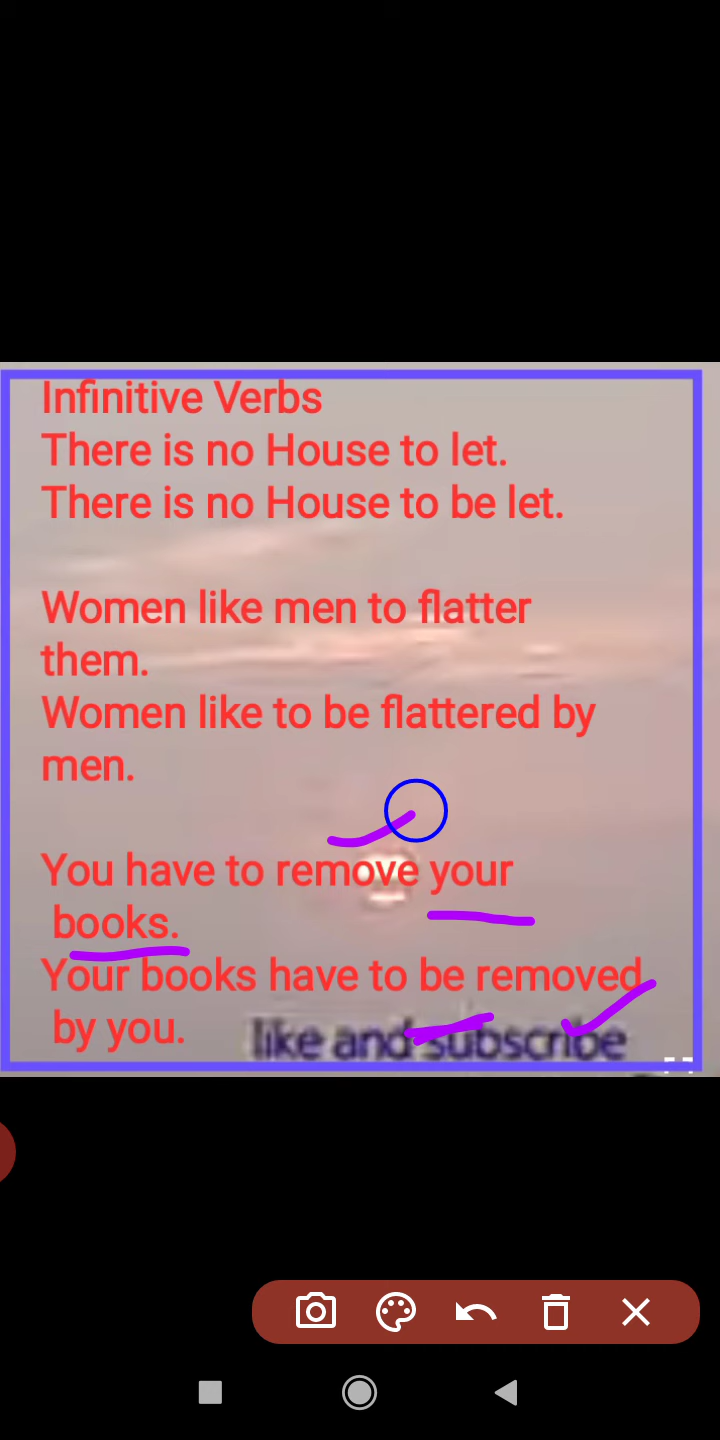 Infinitive Verbs
There is no House to let.
There is no House to be let.
Women like men to flatter
them.
Women like to be flattered by
men.
You have to remove your
books.
Your books have to be removed
by you.
like and subscribe